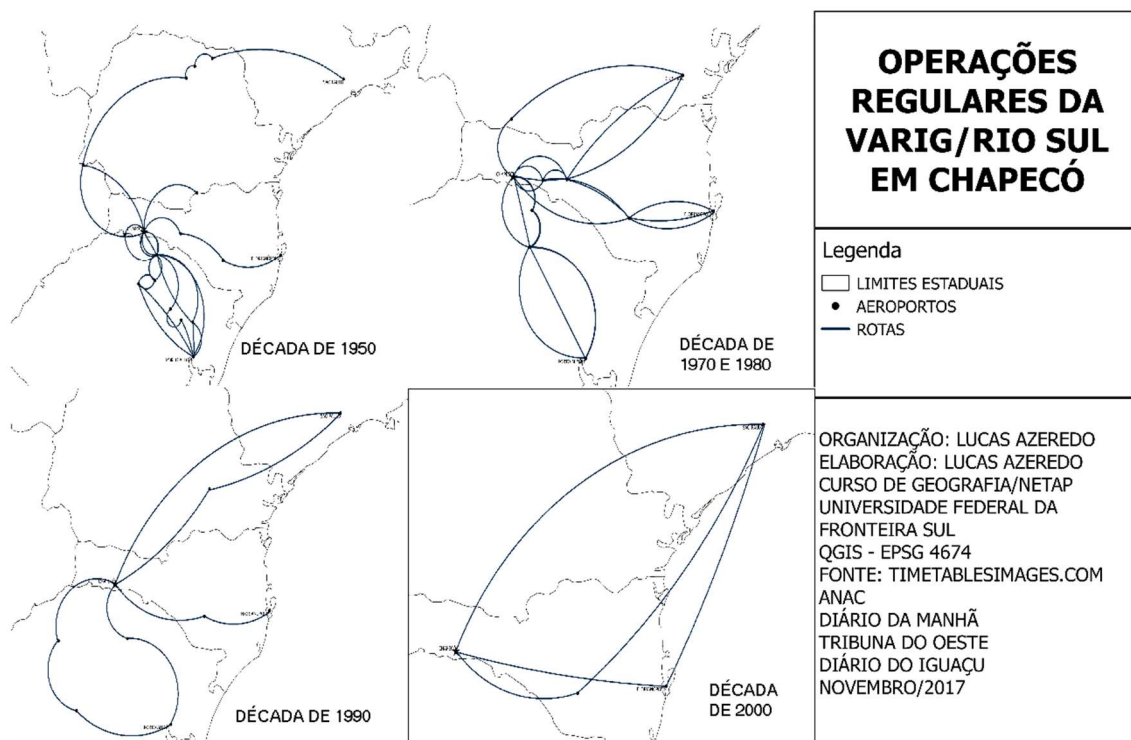 OPERAÇÕES
REGULARES DA
VARIG/RIO SUL
EM CHAPECÓ
Legenda
LIMITES ESTADUAIS
AEROPORTOS
ROTAS
DÉCADA DE 1950
DÉCADA DE
1970 E 1980
DÉCADA DE 1990
DÉCADA
DE 2000
ORGANIZAÇÃO: LUCAS AZEREDO
ELABORAÇÃO: LUCAS AZEREDO
CURSO DE GEOGRAFIA/NETAP
UNIVERSIDADE FEDERAL DA
FRONTEIRA SUL
QGIS - EPSG 4674
FONTE: TIMETABLESIMAGES.COM
ANAC
DIÁRIO DA MANHÃ
TRIBUNA DO OESTE
DIÁRIO DO IGUAÇU
NOVEMBRO/2017